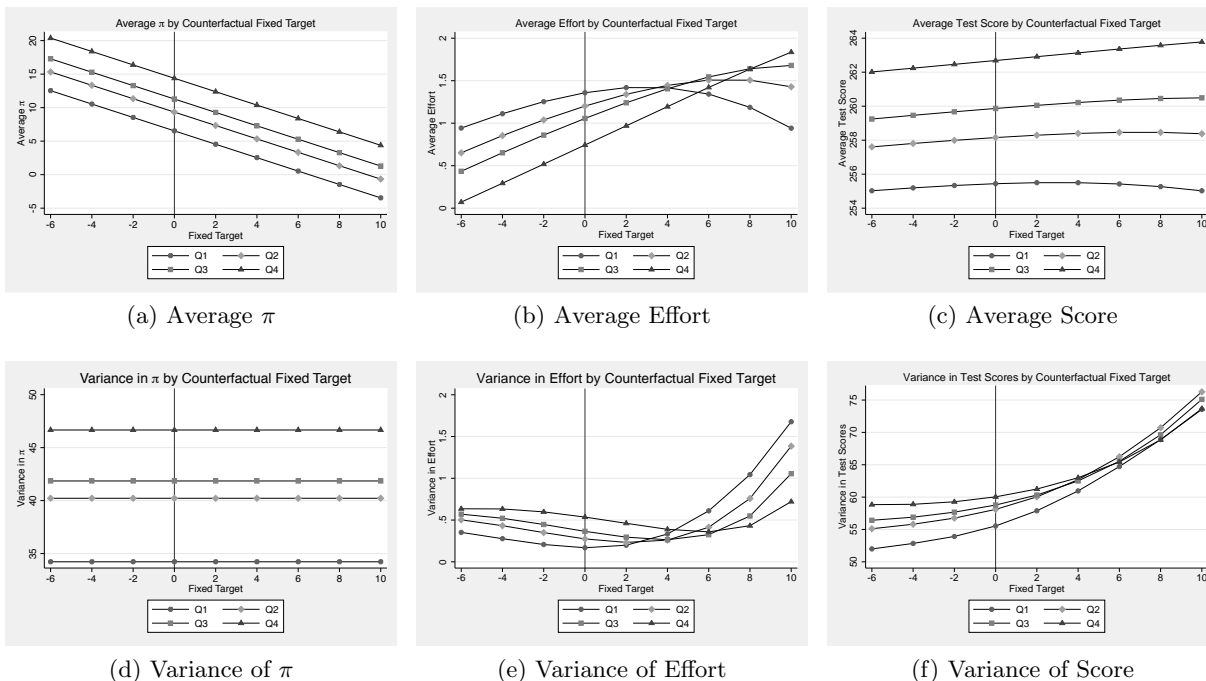 Average π by Counterfactual Fixed Target
Average π
20
15
10
5
0
-5
-6 -4 -2 0 2 4 6 8 10
Fixed Target
Q1 Q2
Q3 Q4
(a) Average π
Average Effort by Counterfactual Fixed Target
Average Effort
2
1.5
1
.5
0
-6 -4 -2 0 2 4 6 8 10
Fixed Target
Q1 Q2
Q3 Q4
(b) Average Effort
Average Test Score by Counterfactual Fixed Target
Average Test Score
264
262
260
258
256
254
-6 -4 -2 0 2 4 6 8 10
Fixed Target
Q1 Q2
Q3 Q4
(c) Average Score
Variance in π by Counterfactual Fixed Target
Variance in π
50
45
40
35
-6 -4 -2 0 2 4 6 8 10
Fixed Target
Q1 Q2
Q3 Q4
(d) Variance of π
Variance in Effort by Counterfactual Fixed Target
Variance in Effort
2
1.5
1
.5
0
-6 -4 -2 0 2 4 6 8 10
Fixed Target
Q1 Q2
Q3 Q4
(e) Variance of Effort
Variance in Test Scores by Counterfactual Fixed Target
Variance in Test Scores
75
70
65
60
55
50
-6 -4 -2 0 2 4 6 8 10
Fixed Target
Q1 Q2
Q3 Q4
(f) Variance of Score